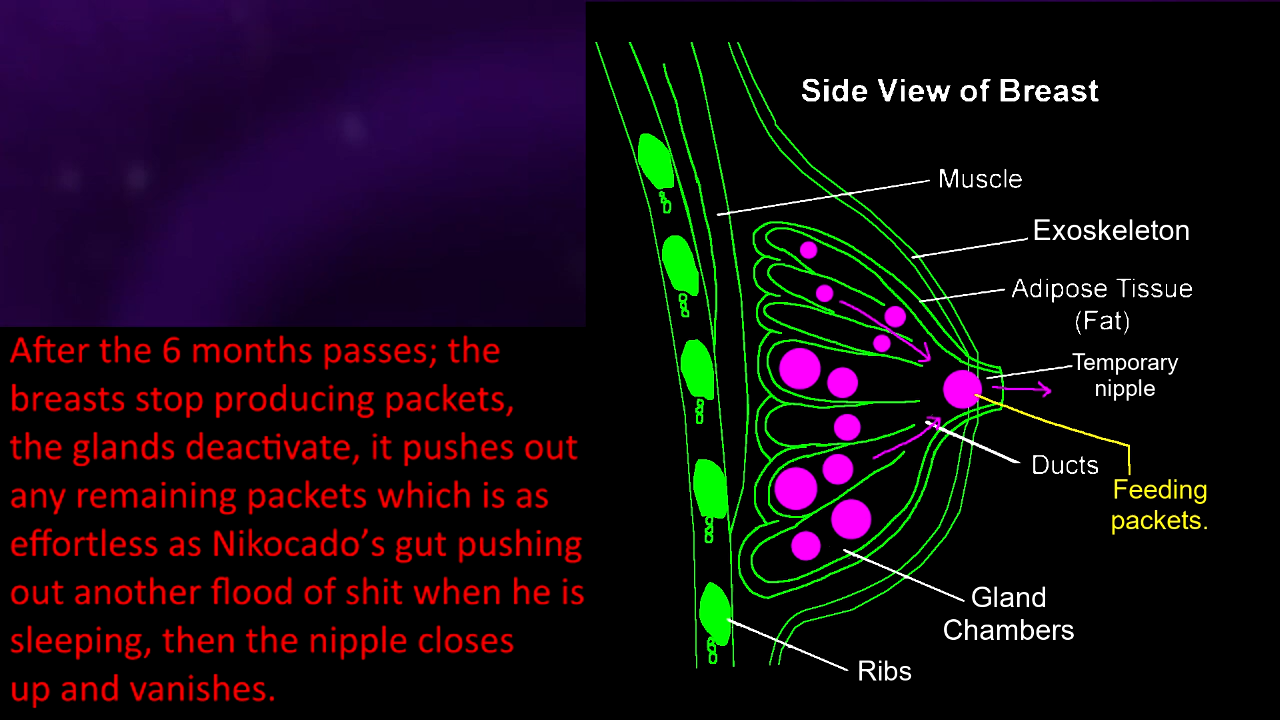 After the 6 months passes; the
breasts stop producing packets,
the glands deactivate, it pushes out
any remaining packets which is as
effortless as Nikocado’s gut pushing
out another flood of shit when he is
sleeping, then the nipple closes
up and vanishes.
Side View of Breast
Muscle
Exoskeleton
Adipose Tissue
(Fat)
Temporary
nipple
Ducts
Feeding
packets.
Gland
Chambers
Ribs